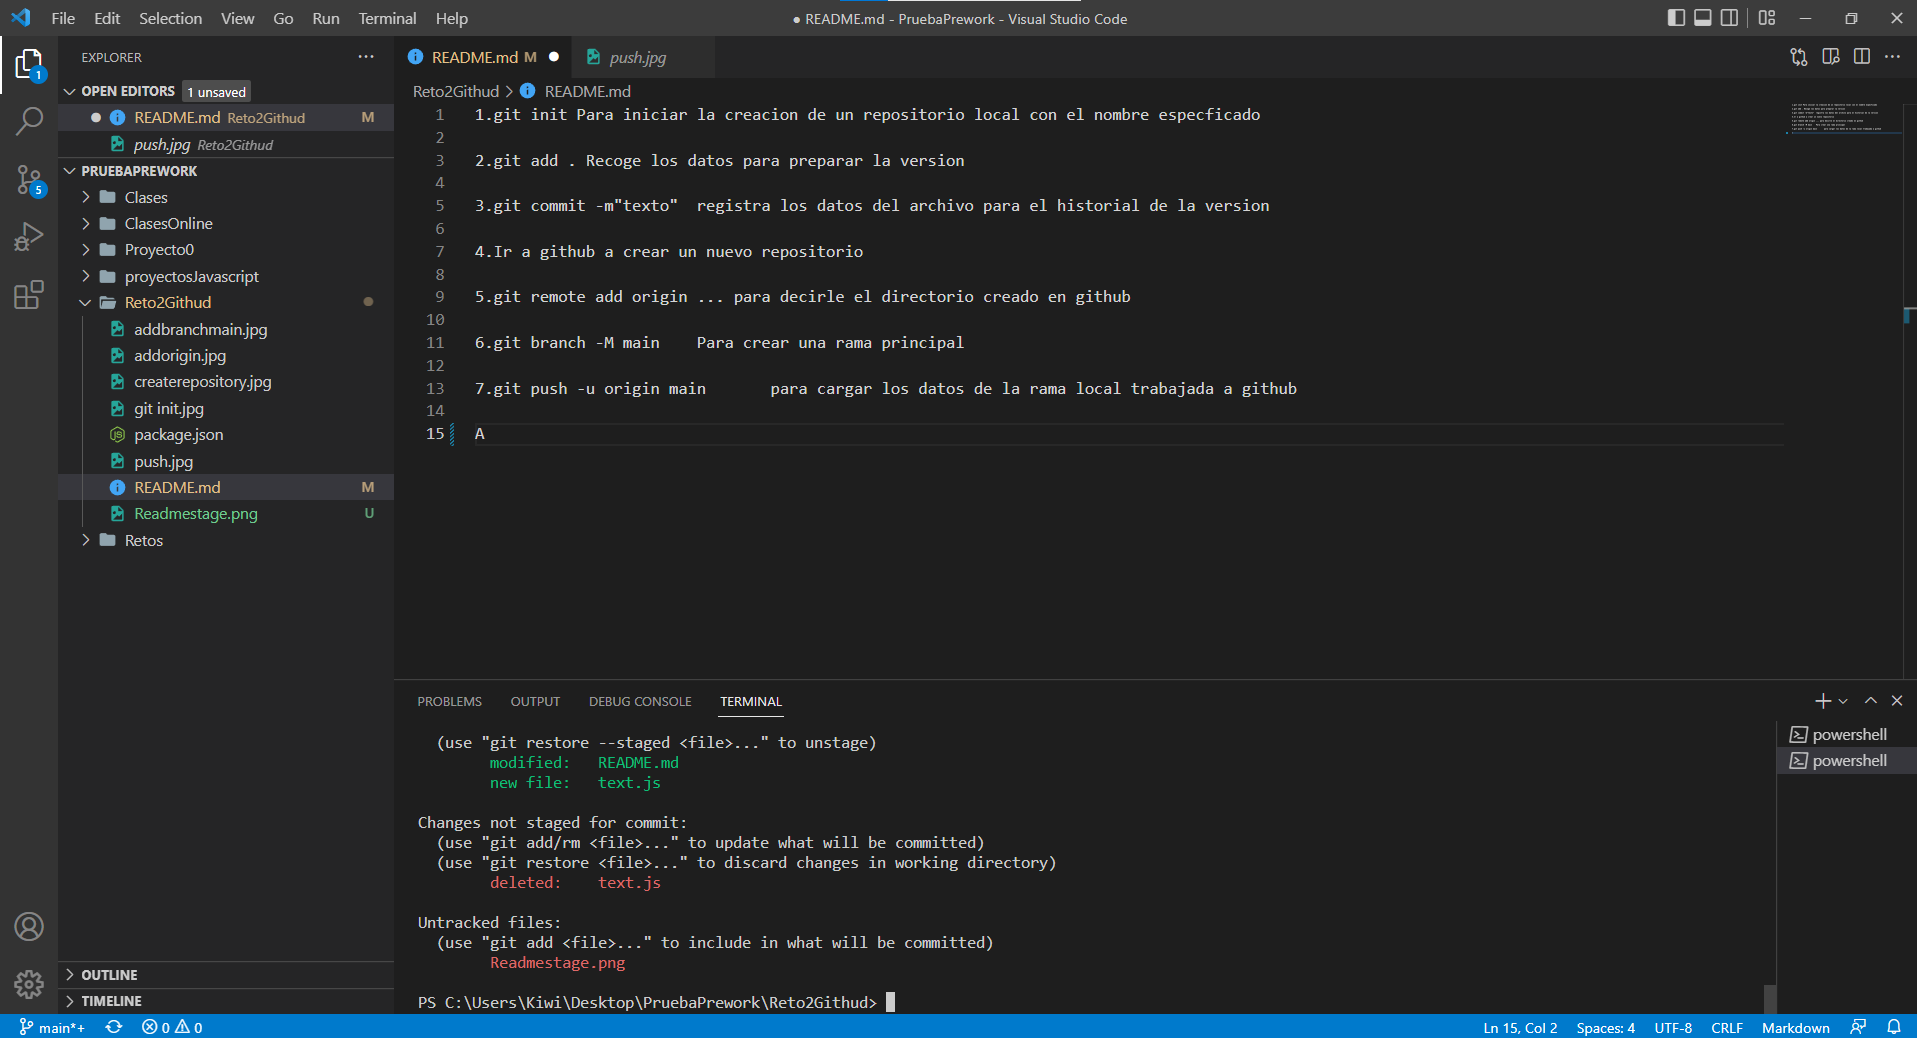 File Edit Selection View Go Run Terminal Help
● README.md - PruebaPrework - Visual Studio Code
EXPLORER
OPEN EDITORS 1 unsaved
README.md Reto2Githud M
push.jpg Reto2Githud
PRUEBAPREWORK
Clases
ClasesOnline
Proyecto0
proyectosJavascript
Reto2Githud
addbranchmain.jpg
addorigin.jpg
createrepository.jpg
git init.jpg
package.json
push.jpg
README.md M
Readmestage.png U
Retos
OUTLINE
TIMELINE
1
5
README.md M
push.jpg
Reto2Githud > README.md
1 1.git init Para iniciar la creacion de un repositorio local con el nombre especficado
2
3 2.git add . Recoge los datos para preparar la version
4
5 3.git commit -m"texto"  registra los datos del archivo para el historial de la version
6
7 4.Ir a github a crear un nuevo repositorio
8
9 5.git remote add origin ... para decirle el directorio creado en github
10
11 6.git branch -M main    Para crear una rama principal
12
13 7.git push -u origin main       para cargar los datos de la rama local trabajada a github
14
15 A
PROBLEMS OUTPUT DEBUG CONSOLE TERMINAL
(use "git restore --staged <file>..." to unstage)
modified:   README.md
new file:   text.js
Changes not staged for commit:
(use "git add/rm <file>..." to update what will be committed)
(use "git restore <file>..." to discard changes in working directory)
deleted:    text.js
Untracked files:
(use "git add <file>..." to include in what will be committed)
Readmestage.png
PS C:\Users\Kiwi\Desktop\PruebaPrework\Reto2Githud>
powershell
powershell
main*+ 0 0
Ln 15, Col 2 Spaces: 4 UTF-8 CRLF Markdown